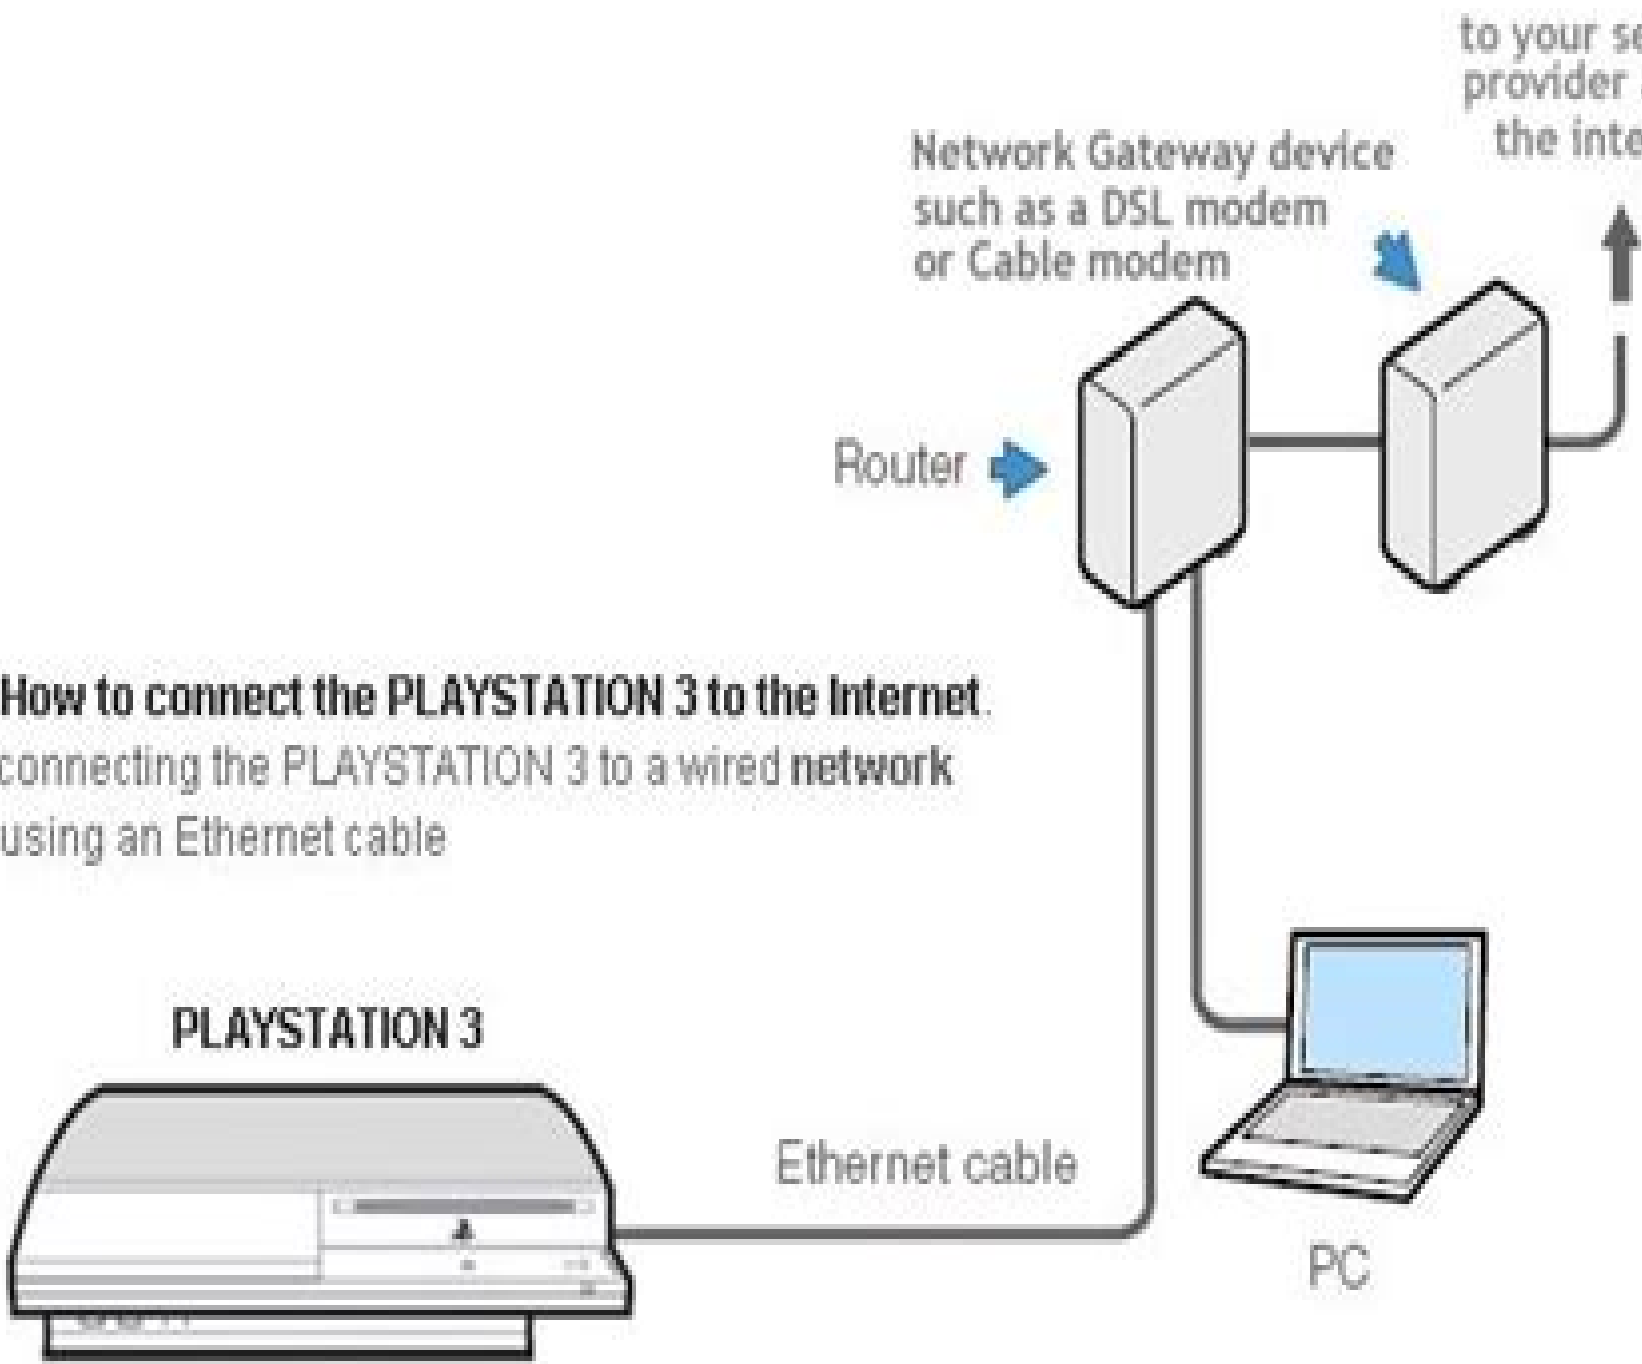 to your
provider
the
Network Gateway device
such as a DSL modem
or Cable modem
Router
How to connect the PLAYSTATION 3 to the Internet.
connecting the PLAYSTATION 3 to a wired network
using an Ethernet cable
PLAYSTATION 3
Ethernet cable
PC